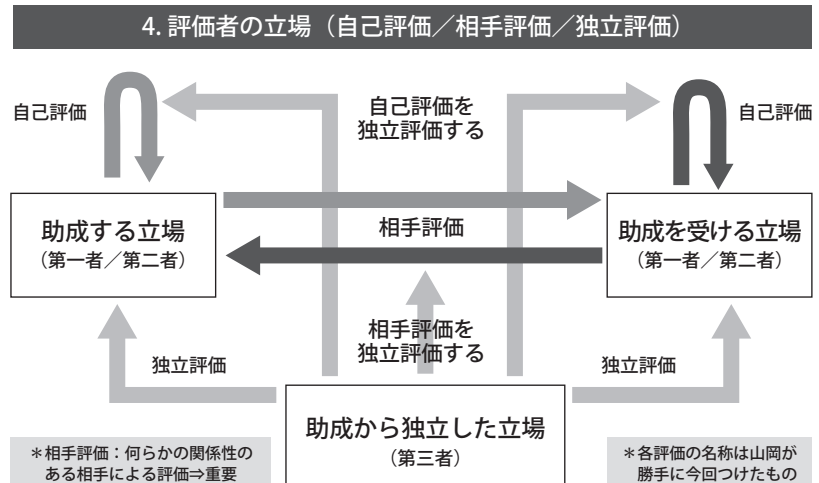 4. 評価者の立場（自己評価／相手評価／独立評価）
自己評価
自己評価を
独立評価する
自己評価
助成する立場
（第一者／第二者）
相手評価
助成を受ける立場
（第一者／第二者）
相手評価を
独立評価する
独立評価
独立評価
助成から独立した立場
（第三者）
＊相手評価：何らかの関係性の
ある相手による評価⇒重要
＊各評価の名称は山岡が
勝手に今回つけたもの